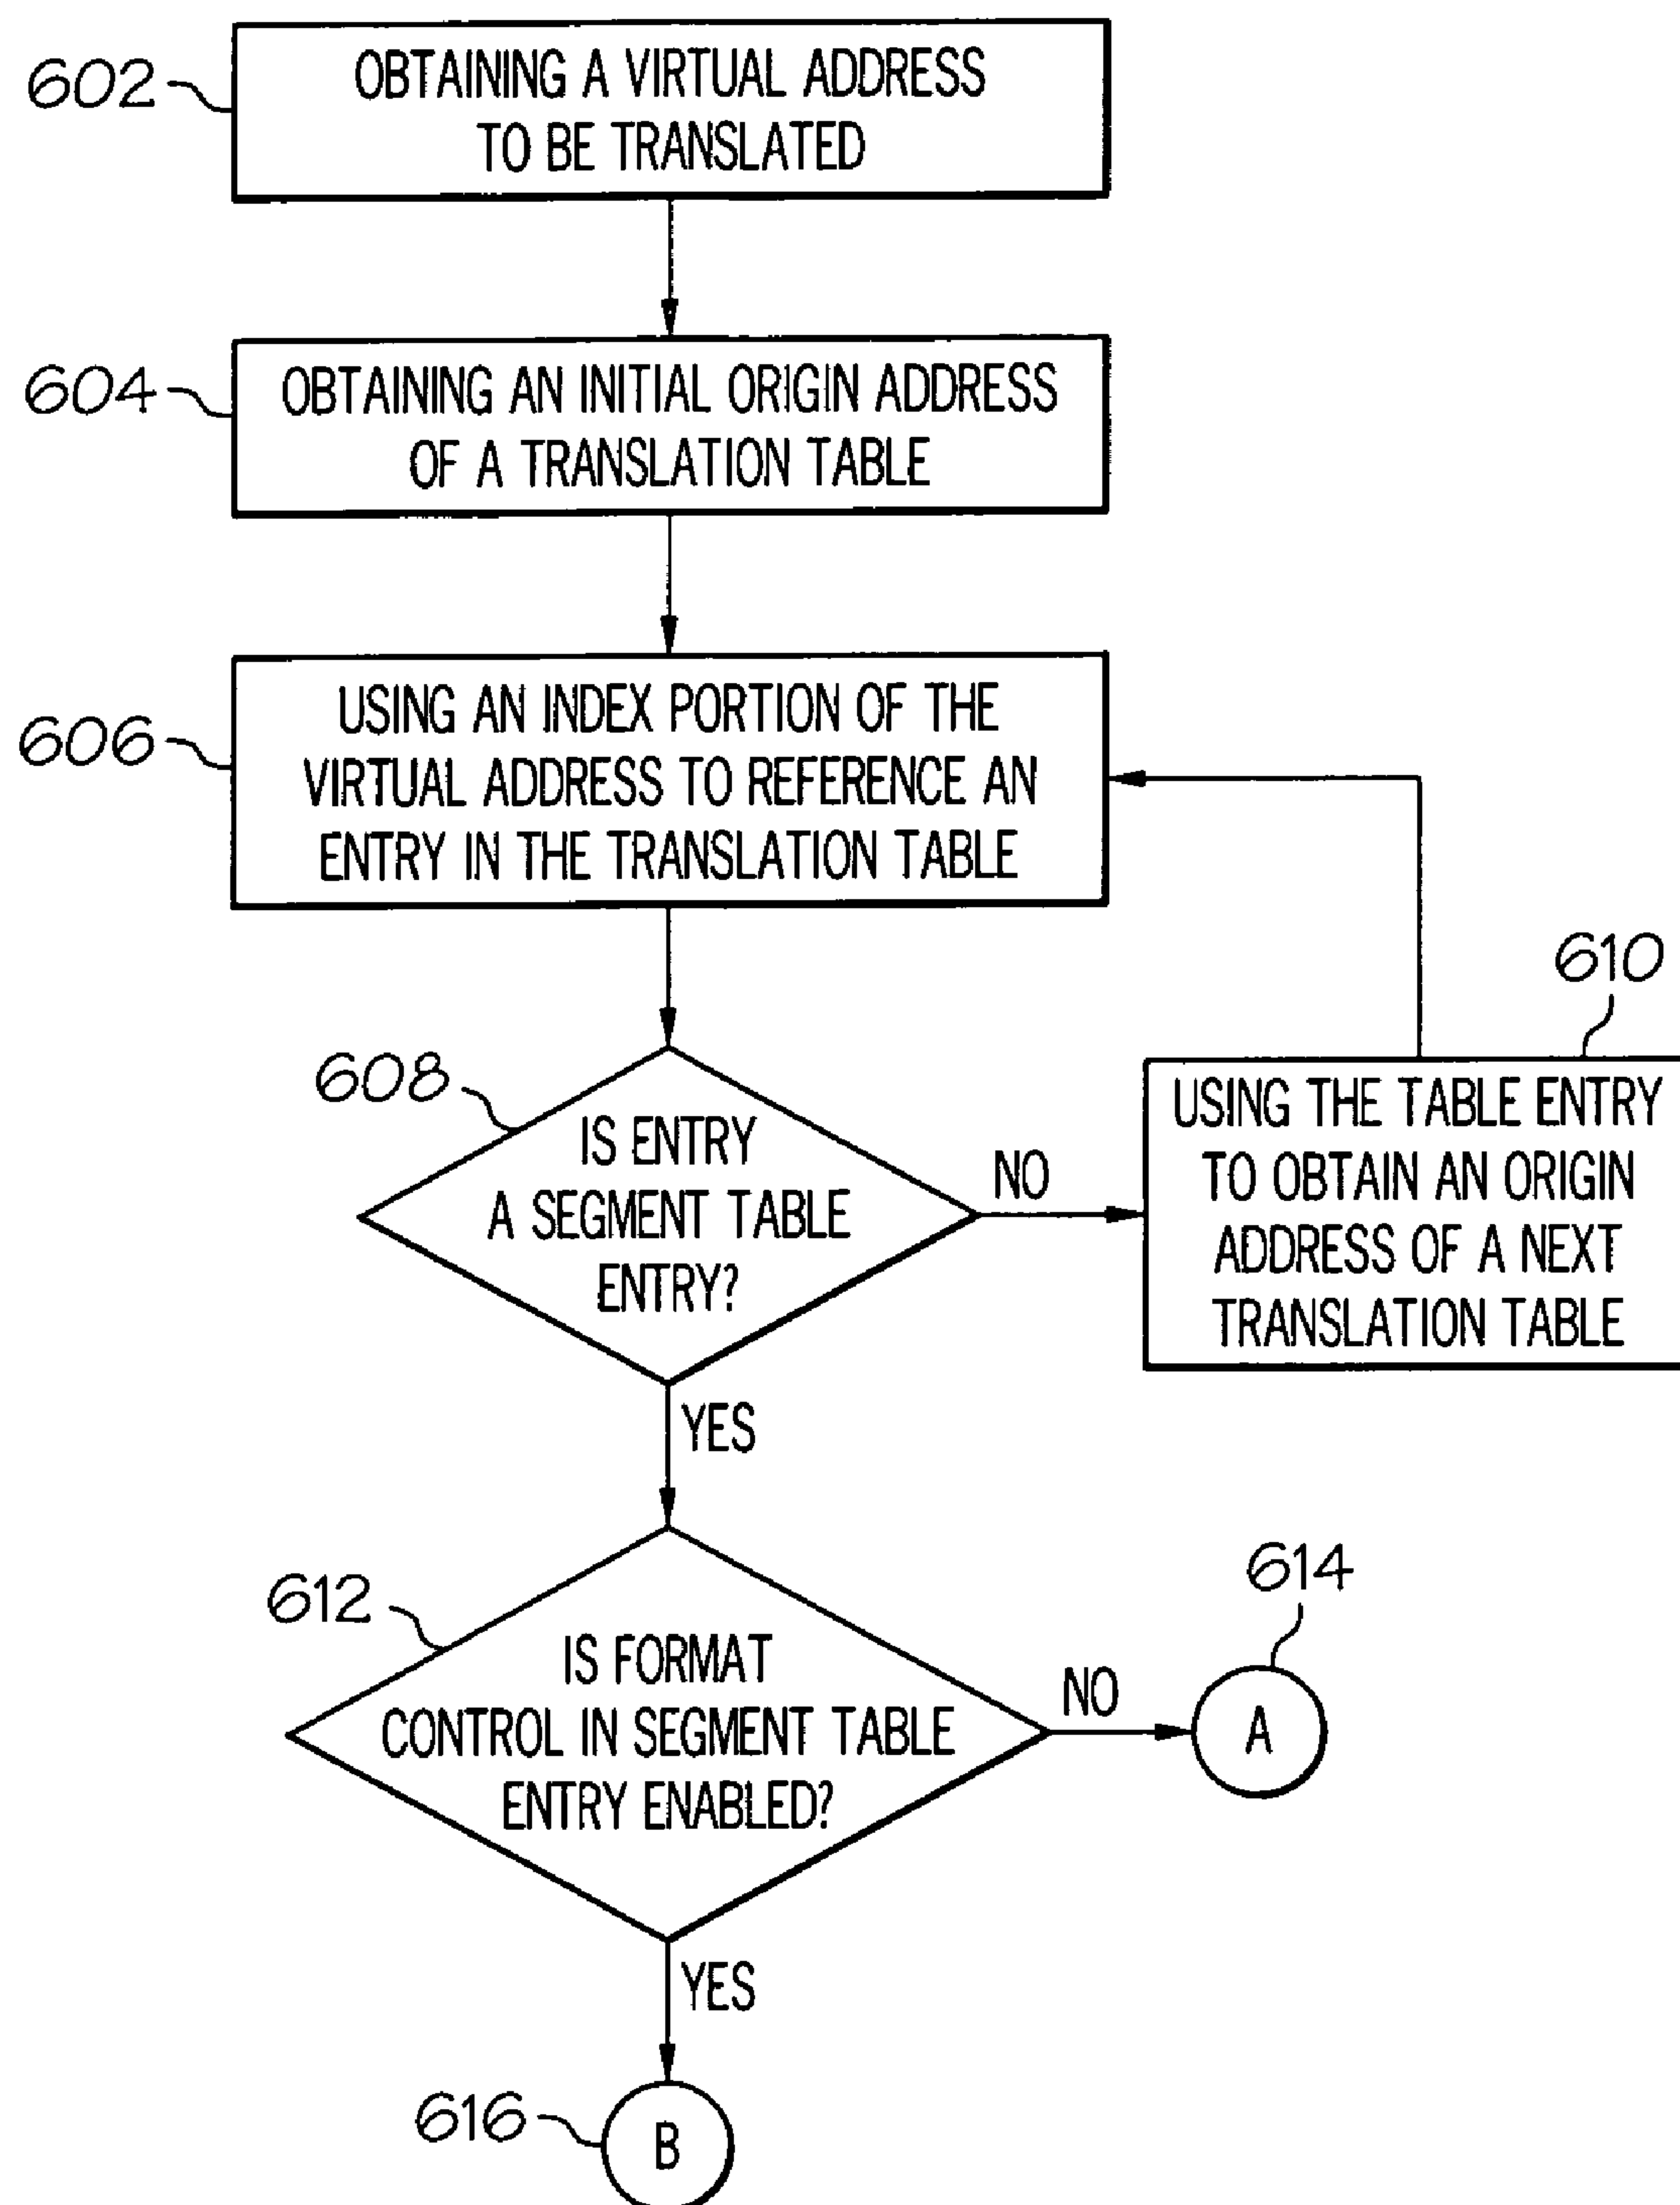 602
OBTAINING A VIRTUAL ADDRESS
TO BE TRANSLATED
604
OBTAINING AN INITIAL ORIGIN ADDRESS
OF A TRANSLATION TABLE
606
USING AN INDEX PORTION OF THE
VIRTUAL ADDRESS TO REFERENCE AN
ENTRY IN THE TRANSLATION TABLE
608
IS ENTRY
A SEGMENT TABLE
ENTRY?
NO
610
USING THE TABLE ENTRY
TO OBTAIN AN ORIGIN
ADDRESS OF A NEXT
TRANSLATION TABLE
YES
612
IS FORMAT
CONTROL IN SEGMENT TABLE
ENTRY ENABLED?
NO
614
A
YES
616
B